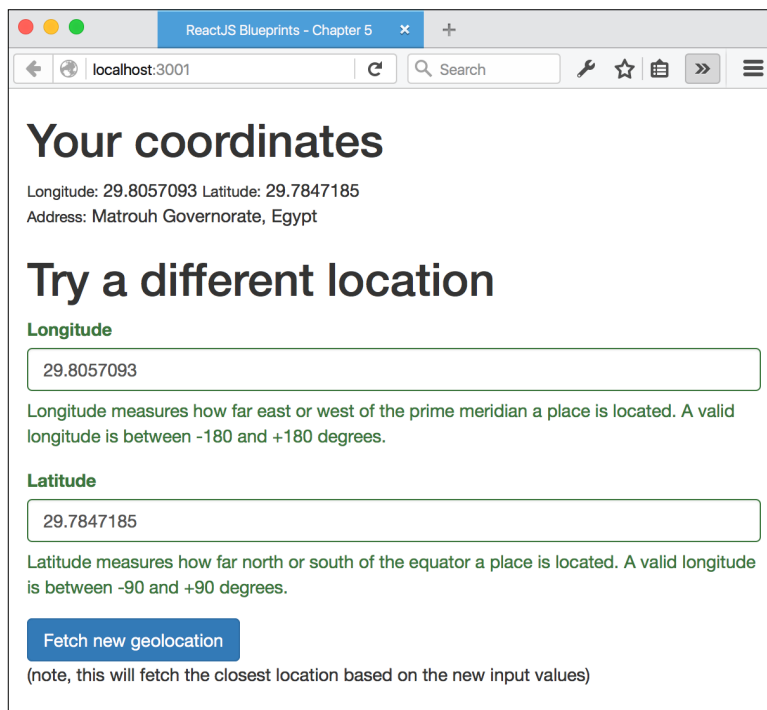 ReactJS Blueprints - Chapter 5
localhost:3001
Search
Your coordinates
Longitude: 29.8057093 Latitude: 29.7847185
Address: Matrouh Governorate, Egypt
Try a different location
Longitude
29.8057093
Longitude measures how far east or west of the prime meridian a place is located. A valid
longitude is between -180 and +180 degrees.
Latitude
29.7847185
Latitude measures how far north or south of the equator a place is located. A valid longitude
is between -90 and +90 degrees.
Fetch new geolocation
(note, this will fetch the closest location based on the new input values)